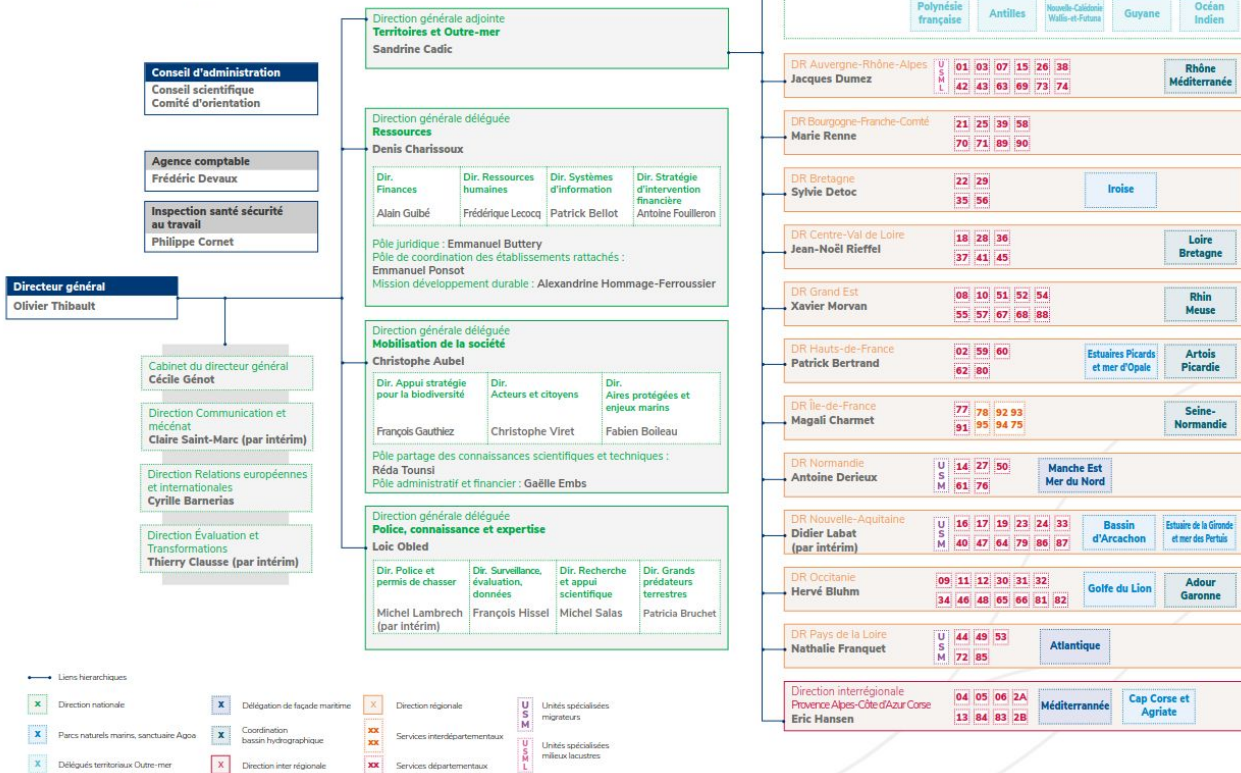 Polynésie
française
Antilles
Nouvelle-Calédonie
Wallis-et-Futuna
Guyane
Océan
Indien
Direction générale adjointe
Territoires et Outre-mer
Sandrine Cadic
Conseil d'administration
Conseil scientifique
Comité d'orientation
Agence comptable
Frédéric Devaux
Inspection santé sécurité
au travail
Philippe Cornet
Directeur général
Olivier Thibault
Cabinet du directeur général
Cécile Génot
Direction Communication et
mécénat
Claire Saint-Marc (par intérim)
Direction Relations européennes
et internationales
Cyrille Barnerias
Direction Évaluation et
Transformations
Thierry Clausse (par intérim)
Direction générale déléguée
Ressources
Denis Charissoux
Dir.
Finances
Alain Guibé
Dir. Ressources
humaines
Frédérique Lecocq
Dir. Systèmes
d'information
Patrick Bellot
Dir. Stratégie
d'intervention
financière
Antoine Fouilleron
Pôle juridique : Emmanuel Buttery
Pôle de coordination des établissements rattachés :
Emmanuel Ponsot
Mission développement durable : Alexandrine Hommage-Ferroussier
Direction générale déléguée
Mobilisation de la société
Christophe Aubel
Dir. Appui stratégie
pour la biodiversité
François Gauthiez
Dir.
Acteurs et citoyens
Christophe Viret
Dir.
Aires protégées et
enjeux marins
Fabien Boileau
Pôle partage des connaissances scientifiques et techniques :
Réda Tounsi
Pôle administratif et financier : Gaëlle Embs
Direction générale déléguée
Police, connaissance et expertise
Loic Obled
Dir. Police et
permis de chasser
Michel Lambrech
(par intérim)
Dir. Surveillance,
évaluation,
données
François Hissel
Dir. Recherche
et appui
scientifique
Michel Salas
Dir. Grands
prédateurs
terrestres
Patricia Bruchet
DR Auvergne-Rhône-Alpes
Jacques Dumez
USML
01 03 07 15 26 38
42 43 63 69 73 74
Rhône
Méditerranée
DR Bourgogne-Franche-Comté
Marie Renne
21 25 39 58
70 71 89 90
DR Bretagne
Sylvie Detoc
22 29
35 56
Iroise
DR Centre-Val de Loire
Jean-Noël Rieffel
18 28 36
37 41 45
Loire
Bretagne
DR Grand Est
Xavier Morvan
08 10 51 52 54
55 57 67 68 88
Rhin
Meuse
DR Hauts-de-France
Patrick Bertrand
02 59 60
62 80
Estuaires Picards
et mer d'Opale
Artois
Picardie
DR Île-de-France
Magali Charmet
77 78 92 93
91 95 94 75
Seine-
Normandie
DR Normandie
Antoine Derieux
USM
14 27 50
61 76
Manche Est
Mer du Nord
DR Nouvelle-Aquitaine
Didier Labat
(par intérim)
USM
16 17 19 23 24 33
40 47 64 79 86 87
Bassin
d'Arcachon
Estuaire de la Gironde
et mer des Pertuis
DR Occitanie
Hervé Bluhm
09 11 12 30 31 32
34 46 48 65 66 81 82
Golfe du Lion
Adour
Garonne
DR Pays de la Loire
Nathalie Franquet
USM
44 49 53
72 85
Atlantique
Direction interrégionale
Provence Alpes-Côte d'Azur Corse
Eric Hansen
04 05 06 2A
13 84 83 2B
Méditerrannée
Cap Corse et
Agriate
Liens hierarchiques
X Direction nationale
X Parcs naturels marins, sanctuaire Agoa
X Délégués territoriaux Outre-mer
X Délégation de façade maritime
X Coordination
bassin hydrographique
X Direction inter régionale
X Direction régionale
XX
XX
Services interdépartementaux
XX Services départementaux
USM
Unités spécialisées
migrateurs
USML
Unités spécialisées
milieux lacustres